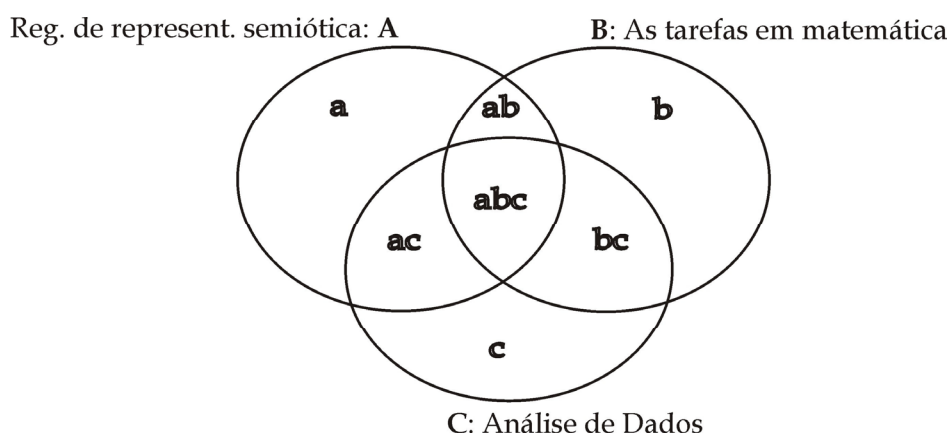 Reg. de represent. semiótica: A
B: As tarefas em matemática
a
ab
b
abc
ac
bc
c
C: Análise de Dados